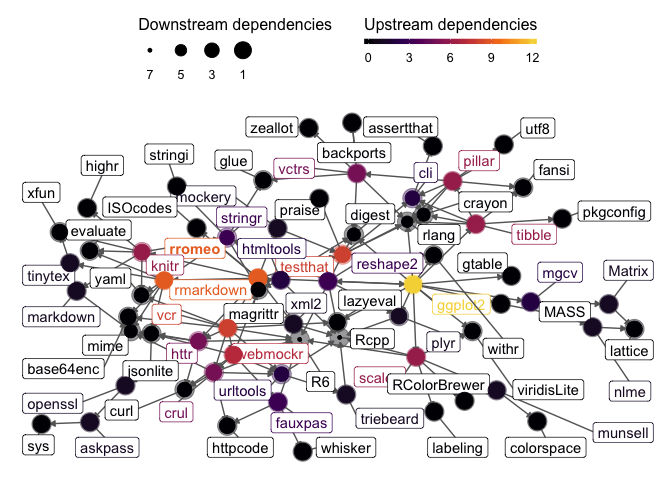 Downstream dependencies Upstream dependencies
7 5 3 1 0 3 6 9 12
zeallot assertthat utf8
backports
highr stringi glue cli pillar
vctrs fansi
xfun mockery crayon
ISOcodes stringr praise digest pkgconfig
evaluate rlang tibble
rromeo htmltools
knitr testthat reshape2 gtable
tinytex yaml mgcv Matrix
rmarkdown
markdown xml2 lazyeval ggplot2 MASS
vcr magrittr
mime httr webmockr Rcpp plyr withr lattice
base64enc jsonlite
R6 scales RColorBrewer viridisLite nlme
openssl curl crul urltools triebeard
fauxpas munsell
sys askpass httpcode whisker labeling colorspace